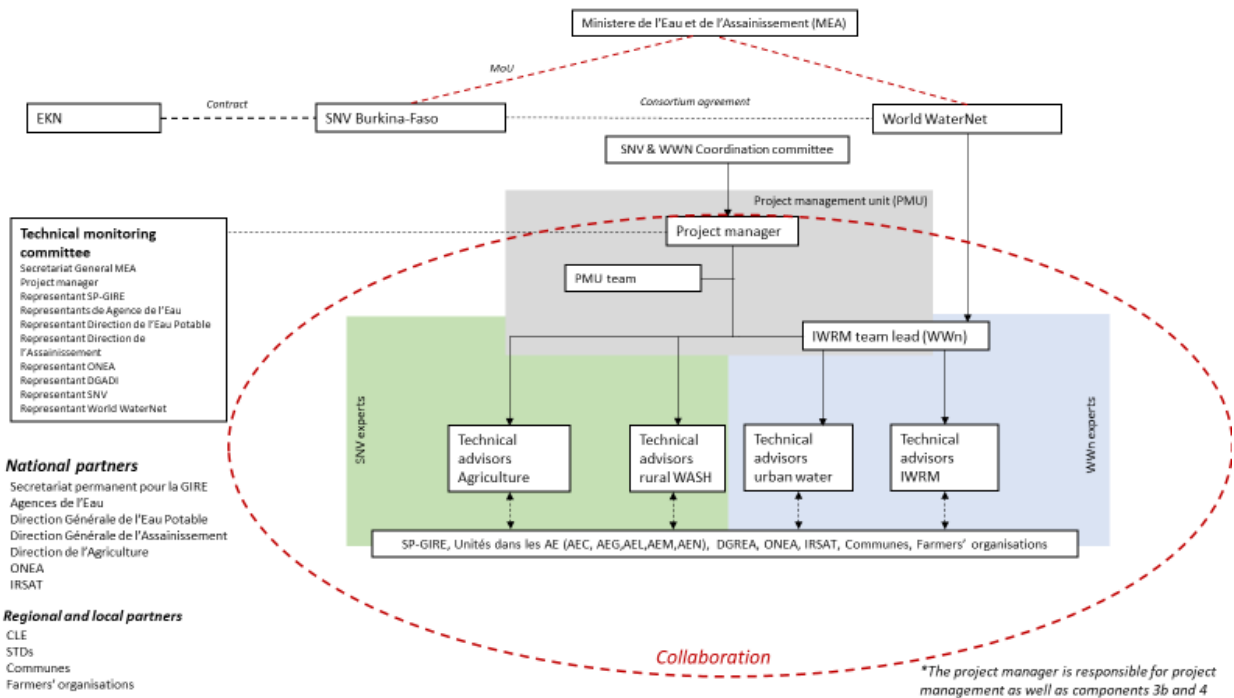 Ministere de l'Eau et de l'Assainissement (MEA)
MoU
EKN
Contract
SNV Burkina-Faso
Consortium agreement
World WaterNet
SNV & WWN Coordination committee
Project management unit (PMU)
Project manager
PMU team
IWRM team lead (WWn)
Technical monitoring
committee
Secretariat General MEA
Project manager
Representant SP-GIRE
Representants de Agence de l'Eau
Representant Direction de l'Eau Potable
Representant Direction de
l'Assainissement
Representant ONEA
Representant DGADI
Representant SNV
Representant World WaterNet
SNV experts
Technical
advisors
Agriculture
Technical
advisors
rural WASH
Technical
advisors
urban water
Technical
advisors
IWRM
WWn experts
SP-GIRE, Unités dans les AE (AEC, AEG,AEL,AEM,AEN), DGREA, ONEA, IRSAT, Communes, Farmers' organisations
National partners
Secretariat permanent pour la GIRE
Agences de l'Eau
Direction Générale de l'Eau Potable
Direction Générale de l'Assainissement
Direction de l'Agriculture
ONEA
IRSAT
Regional and local partners
CLE
STDs
Communes
Farmers' organisations
Collaboration
*The project manager is responsible for project
management as well as components 3b and 4